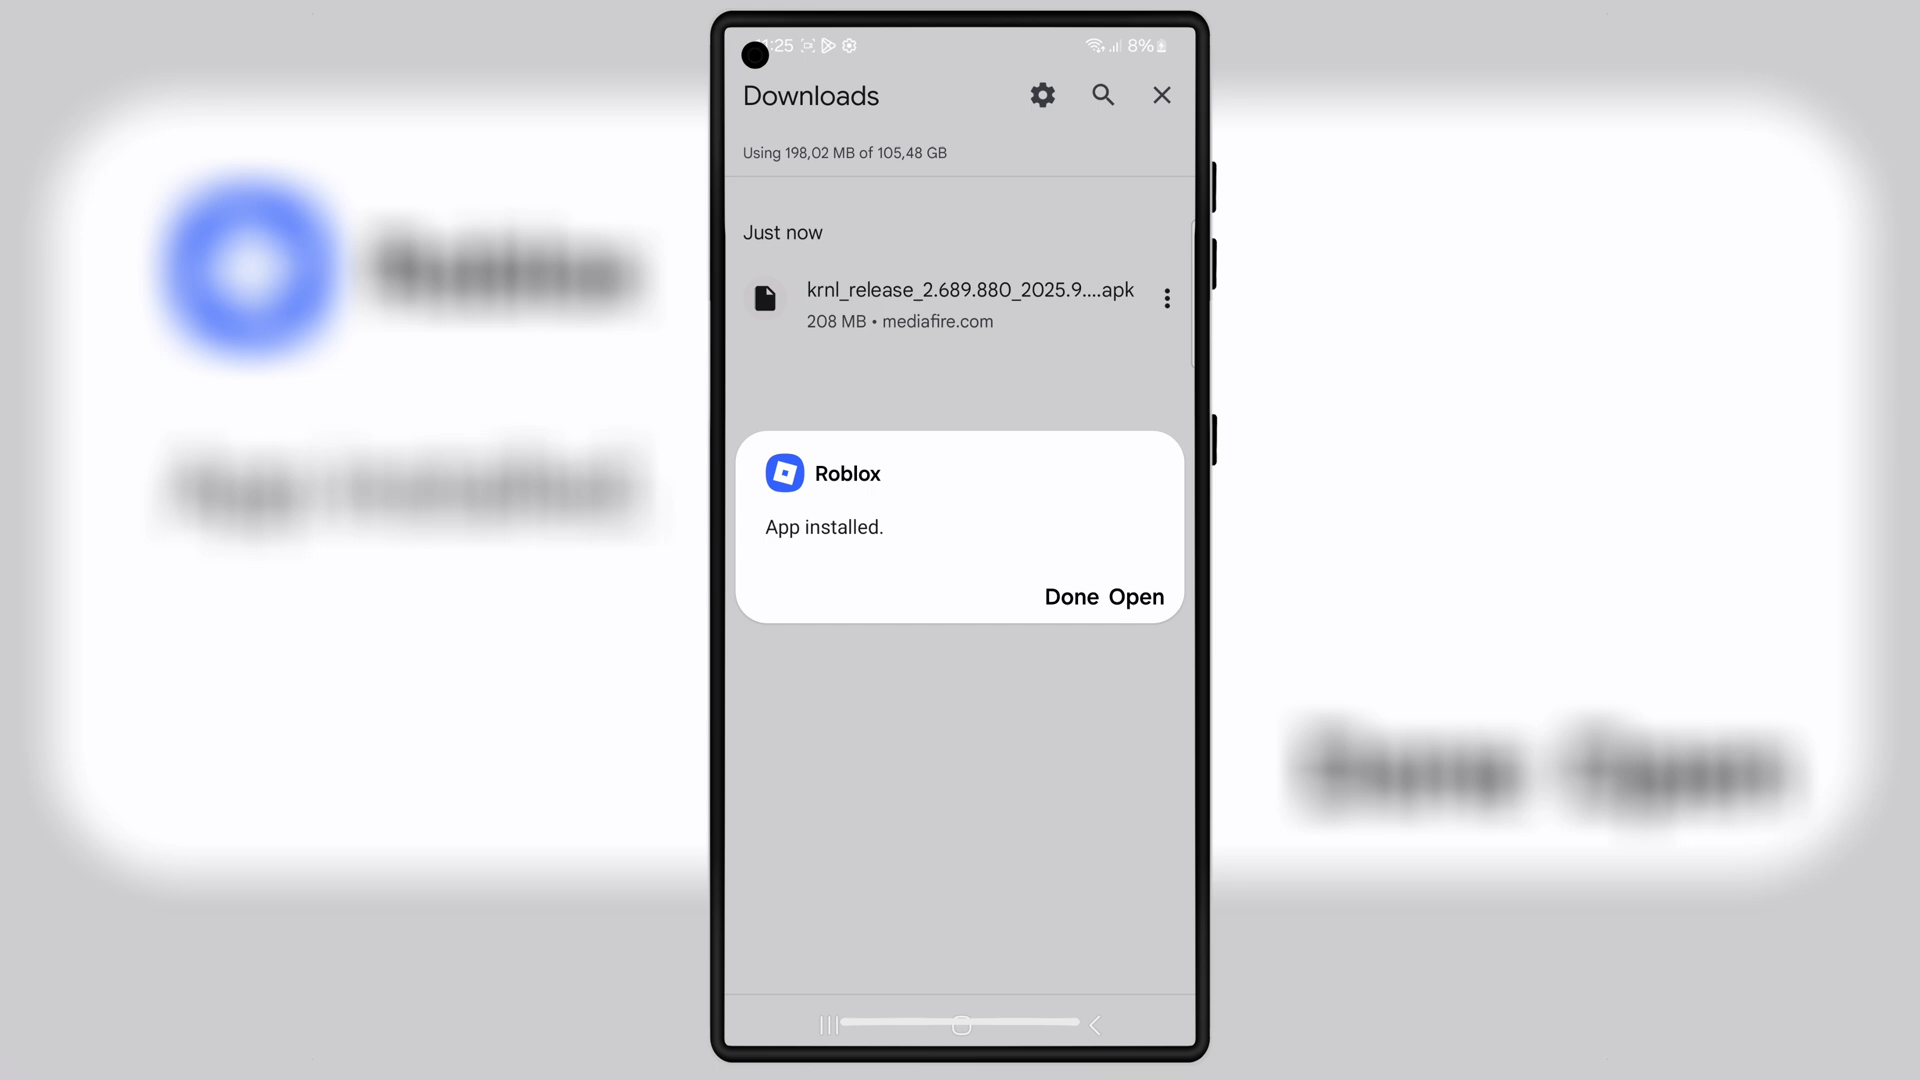 :25
8%
Downloads
Using 198,02 MB of 105,48 GB
Just now
krnl_release_2.689.880_2025.9....apk
208 MB • mediafire.com
Roblox
App installed.
Done Open